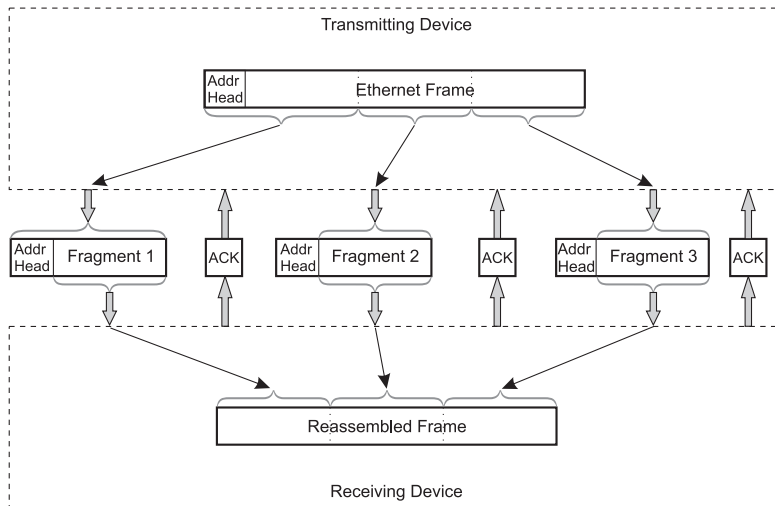 Transmitting Device
Addr
Head
Ethernet Frame
Addr
Head
Fragment 1
ACK
Addr
Head
Fragment 2
ACK
Addr
Head
Fragment 3
ACK
Reassembled Frame
Receiving Device